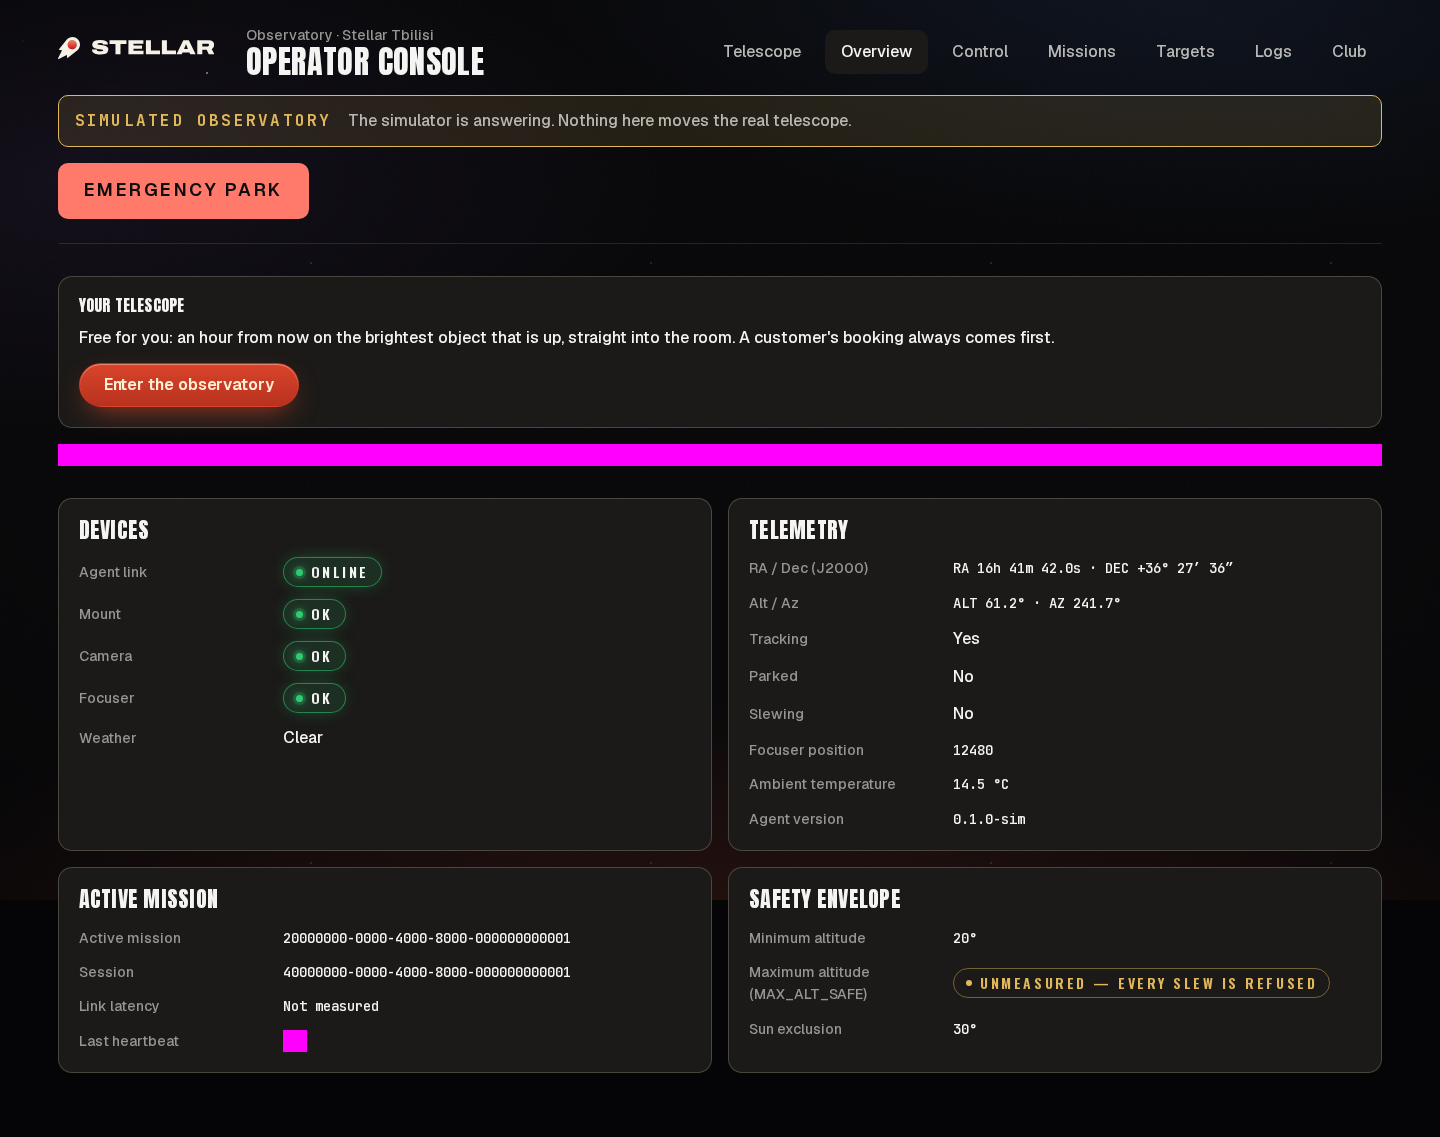 STELLAR
Observatory · Stellar Tbilisi
OPERATOR CONSOLE
Telescope
Overview
Control
Missions
Targets
Logs
Club
SIMULATED OBSERVATORY The simulator is answering. Nothing here moves the real telescope.
EMERGENCY PARK
YOUR TELESCOPE
Free for you: an hour from now on the brightest object that is up, straight into the room. A customer's booking always comes first.
Enter the observatory
DEVICES
Agent link ONLINE
Mount OK
Camera OK
Focuser OK
Weather Clear
TELEMETRY
RA / Dec (J2000) RA 16h 41m 42.0s · DEC +36° 27′ 36″
Alt / Az ALT 61.2° · AZ 241.7°
Tracking Yes
Parked No
Slewing No
Focuser position 12480
Ambient temperature 14.5 °C
Agent version 0.1.0-sim
ACTIVE MISSION
Active mission 20000000-0000-4000-8000-000000000001
Session 40000000-0000-4000-8000-000000000001
Link latency Not measured
Last heartbeat
SAFETY ENVELOPE
Minimum altitude 20°
Maximum altitude
(MAX_ALT_SAFE) UNMEASURED — EVERY SLEW IS REFUSED
Sun exclusion 30°